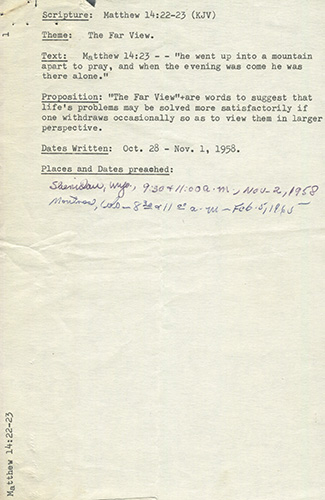 Scripture: Matthew 14:22-23 (KJV)
Theme: The Far View.
Text: Matthew 14:23 - - "he went up into a mountain
apart to pray, and when the evening was come he was
there alone."
Proposition: "The Far View"+are words to suggest that
life's problems may be solved more satisfactorily if
one withdraws occasionally so as to view them in larger
perspective.
Dates Written: Oct. 28 - Nov. 1, 1958.
Places and Dates preached:
Sheridan, Wyo., 9:30 & 11:00 a.m., Nov-2, 1958
Colo - 8 30 & 11 00 a.m - Feb. 5, 1965
Matthew 14:22-23